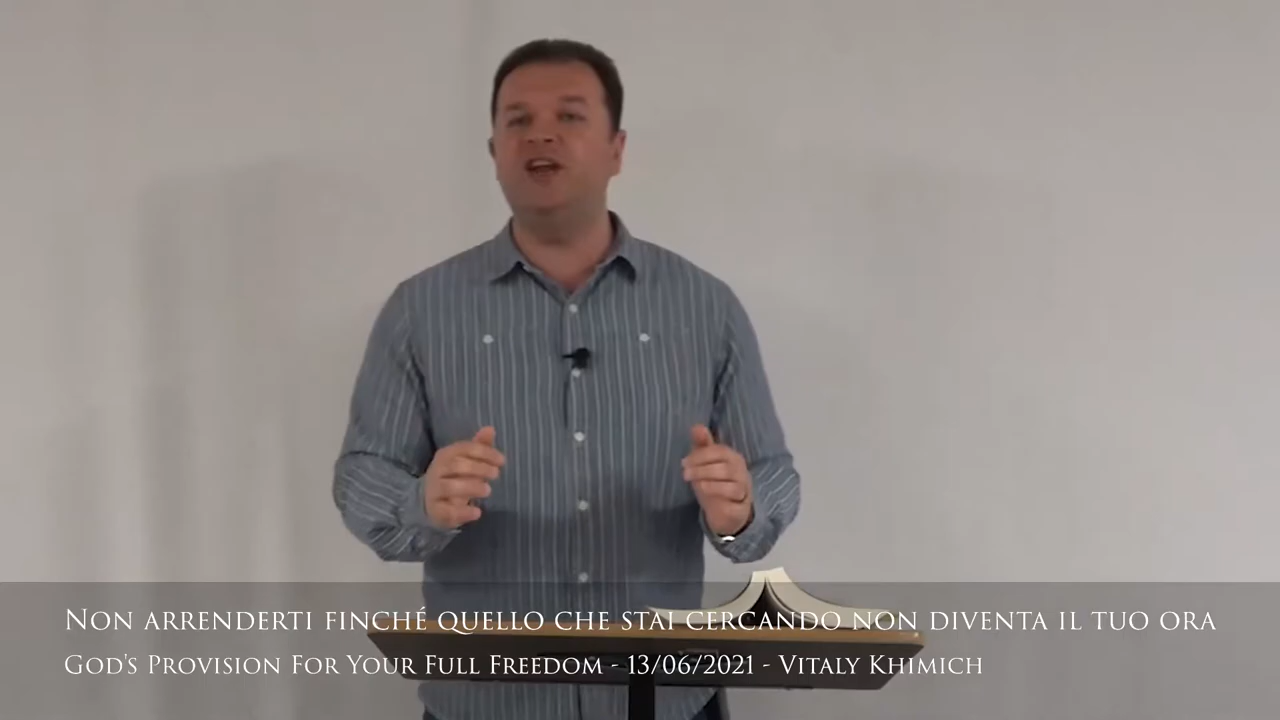 Non arrenderti finché quello che stai cercando non diventa il tuo ora
God's Provision For Your Full Freedom - 13/06/2021 - Vitaly Khimich